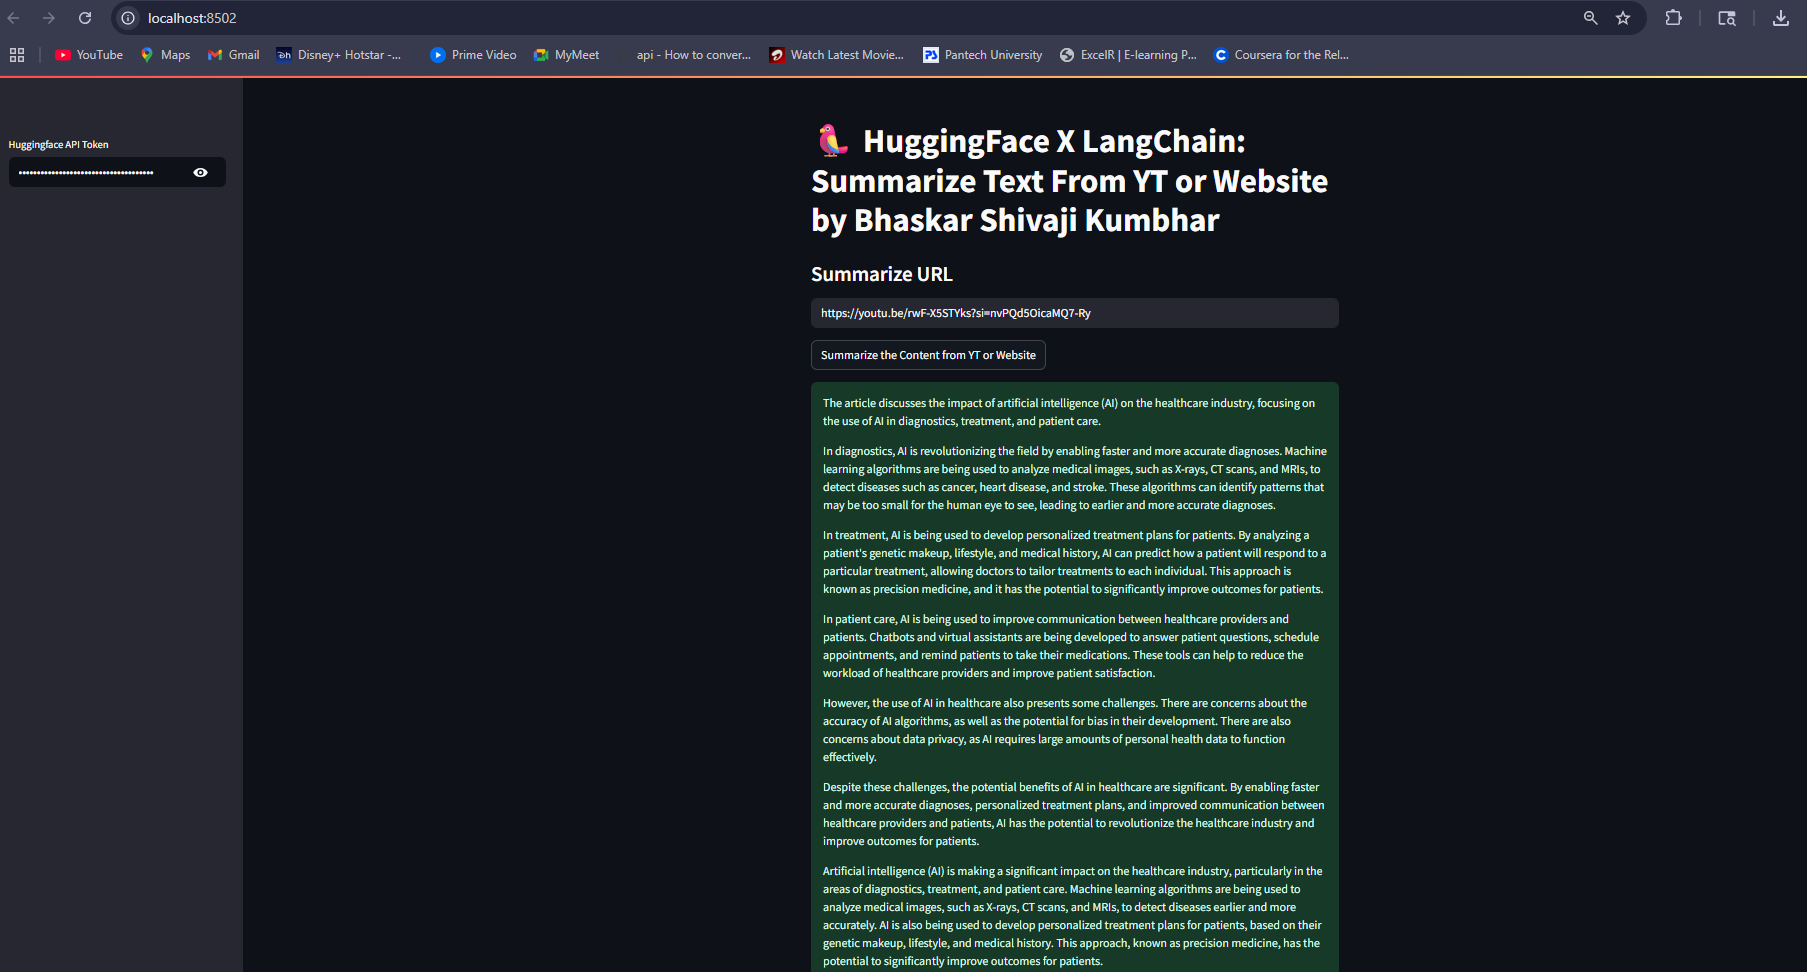 localhost:8502
YouTube Maps Gmail Disney+ Hotstar -... Prime Video MyMeet api - How to conver... Watch Latest Movie... Pantech University ExcelR | E-learning P... Coursera for the Rel...
Huggingface API Token
HuggingFace X LangChain:
Summarize Text From YT or Website
by Bhaskar Shivaji Kumbhar
Summarize URL
https://youtu.be/rwF-X5STYks?si=nvPQd5OicaMQ7-Ry
Summarize the Content from YT or Website
The article discusses the impact of artificial intelligence (AI) on the healthcare industry, focusing on
the use of AI in diagnostics, treatment, and patient care.
In diagnostics, AI is revolutionizing the field by enabling faster and more accurate diagnoses. Machine
learning algorithms are being used to analyze medical images, such as X-rays, CT scans, and MRIs, to
detect diseases such as cancer, heart disease, and stroke. These algorithms can identify patterns that
may be too small for the human eye to see, leading to earlier and more accurate diagnoses.
In treatment, AI is being used to develop personalized treatment plans for patients. By analyzing a
patient's genetic makeup, lifestyle, and medical history, AI can predict how a patient will respond to a
particular treatment, allowing doctors to tailor treatments to each individual. This approach is
known as precision medicine, and it has the potential to significantly improve outcomes for patients.
In patient care, AI is being used to improve communication between healthcare providers and
patients. Chatbots and virtual assistants are being developed to answer patient questions, schedule
appointments, and remind patients to take their medications. These tools can help to reduce the
workload of healthcare providers and improve patient satisfaction.
However, the use of AI in healthcare also presents some challenges. There are concerns about the
accuracy of AI algorithms, as well as the potential for bias in their development. There are also
concerns about data privacy, as AI requires large amounts of personal health data to function
effectively.
Despite these challenges, the potential benefits of AI in healthcare are significant. By enabling faster
and more accurate diagnoses, personalized treatment plans, and improved communication between
healthcare providers and patients, AI has the potential to revolutionize the healthcare industry and
improve outcomes for patients.
Artificial intelligence (AI) is making a significant impact on the healthcare industry, particularly in the
areas of diagnostics, treatment, and patient care. Machine learning algorithms are being used to
analyze medical images, such as X-rays, CT scans, and MRIs, to detect diseases earlier and more
accurately. AI is also being used to develop personalized treatment plans for patients, based on their
genetic makeup, lifestyle, and medical history. This approach, known as precision medicine, has the
potential to significantly improve outcomes for patients.